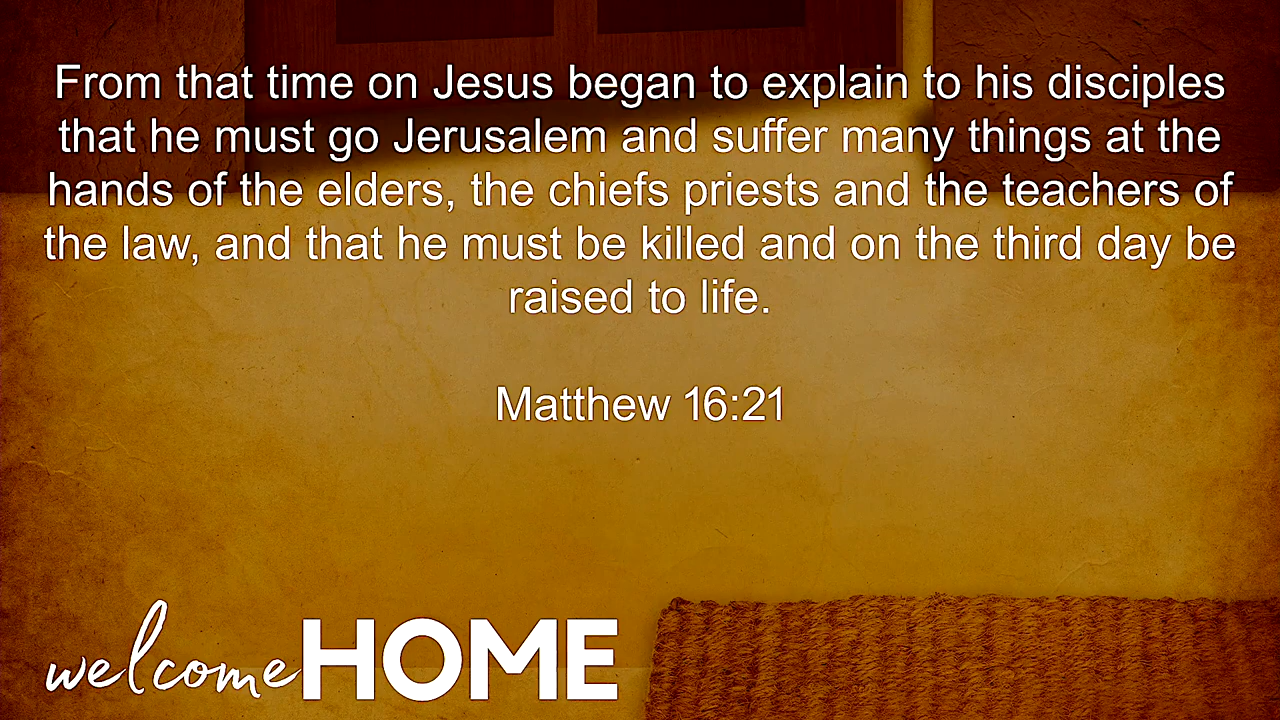 From that time on Jesus began to explain to his disciples
that he must go Jerusalem and suffer many things at the
hands of the elders, the chiefs priests and the teachers of
the law, and that he must be killed and on the third day be
raised to life.
Matthew 16:21
welcome HOME